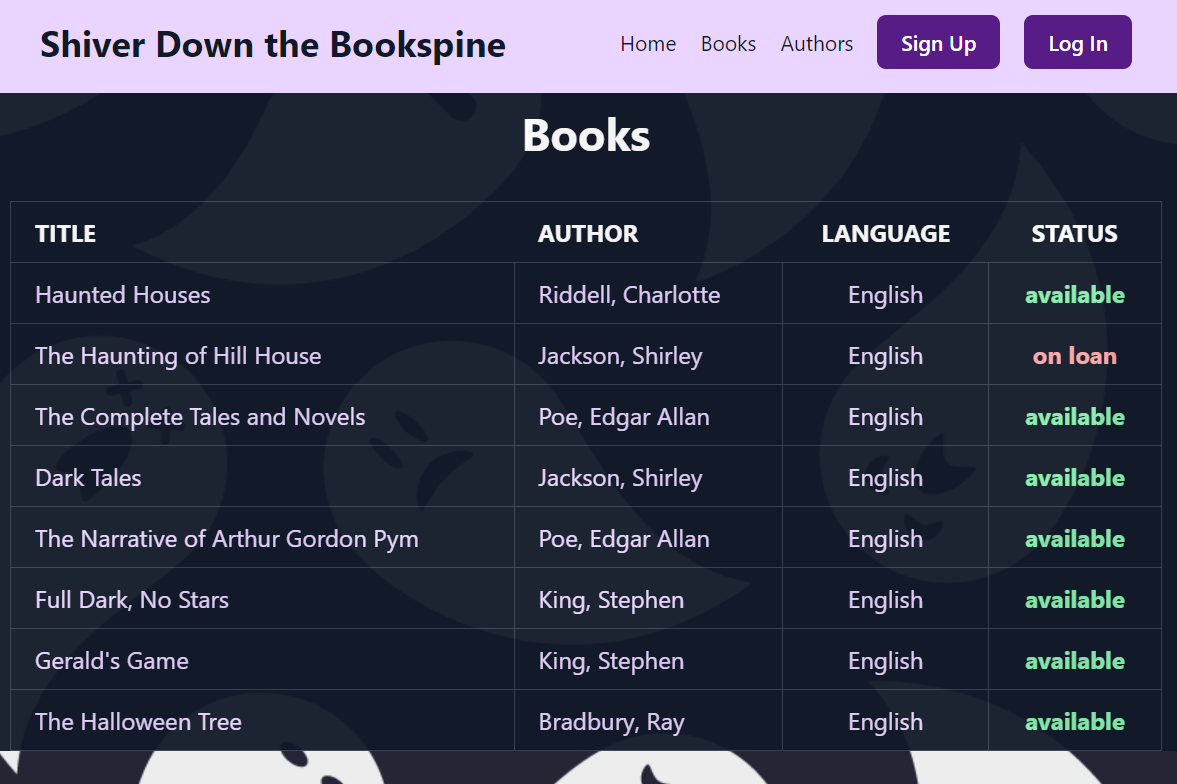 Shiver Down the Bookspine Home Books Authors Sign Up Log In
Books
TITLE AUTHOR LANGUAGE STATUS
Haunted Houses Riddell, Charlotte English available
The Haunting of Hill House Jackson, Shirley English on loan
The Complete Tales and Novels Poe, Edgar Allan English available
Dark Tales Jackson, Shirley English available
The Narrative of Arthur Gordon Pym Poe, Edgar Allan English available
Full Dark, No Stars King, Stephen English available
Gerald's Game King, Stephen English available
The Halloween Tree Bradbury, Ray English available